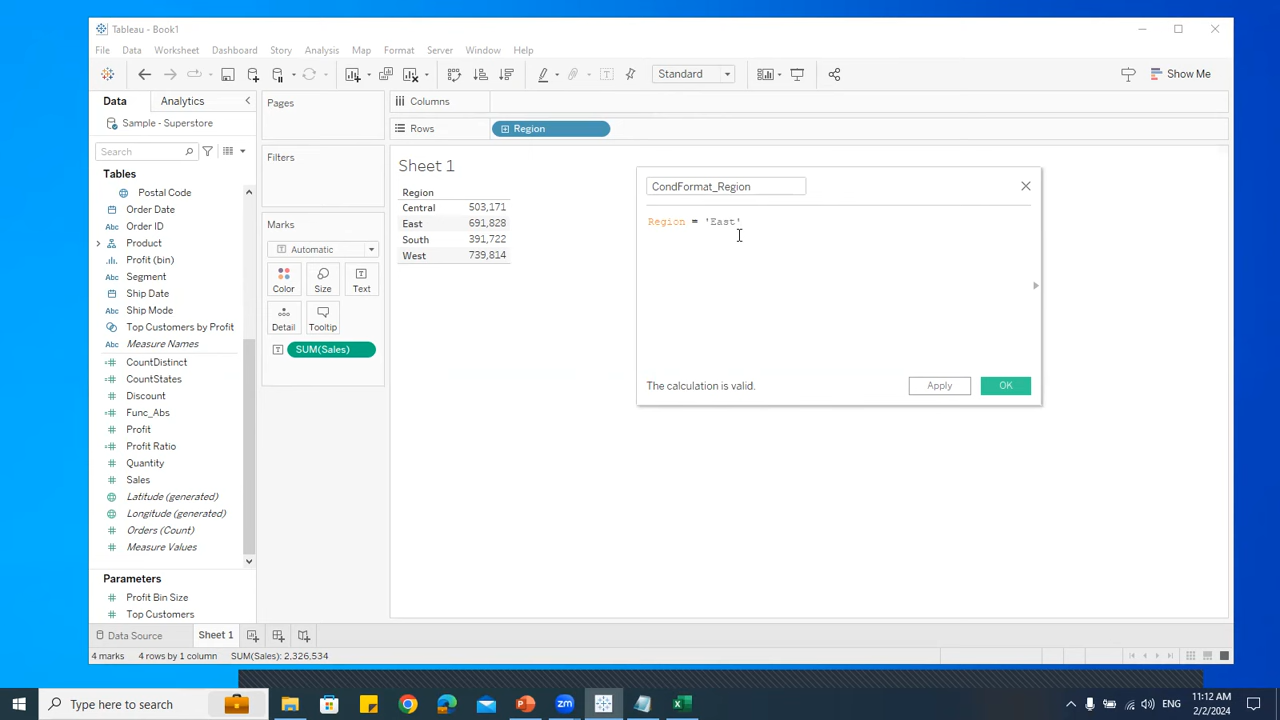 Tableau - Book1
File Data Worksheet Dashboard Story Analysis Map Format Server Window Help
Standard
Show Me
Data Analytics
Sample - Superstore
Search
Tables
Postal Code
Order Date
Abc Order ID
Abc Product
Profit (bin)
Abc Segment
Ship Date
Abc Ship Mode
Top Customers by Profit
Abc Measure Names
CountDistinct
CountStates
Discount
Func_Abs
Profit
Profit Ratio
Quantity
Sales
Latitude (generated)
Longitude (generated)
Orders (Count)
Measure Values
Parameters
Profit Bin Size
Top Customers
Pages
Filters
Marks
Automatic
Color Size Text
Detail Tooltip
SUM(Sales)
Columns
Rows Region
Sheet 1
Region
Central 503,171
East 691,828
South 391,722
West 739,814
CondFormat_Region
Region = 'East'
The calculation is valid.
Apply OK
Data Source Sheet 1
4 marks 4 rows by 1 column SUM(Sales): 2,326,534
Type here to search
ENG
11:12 AM
2/2/2024